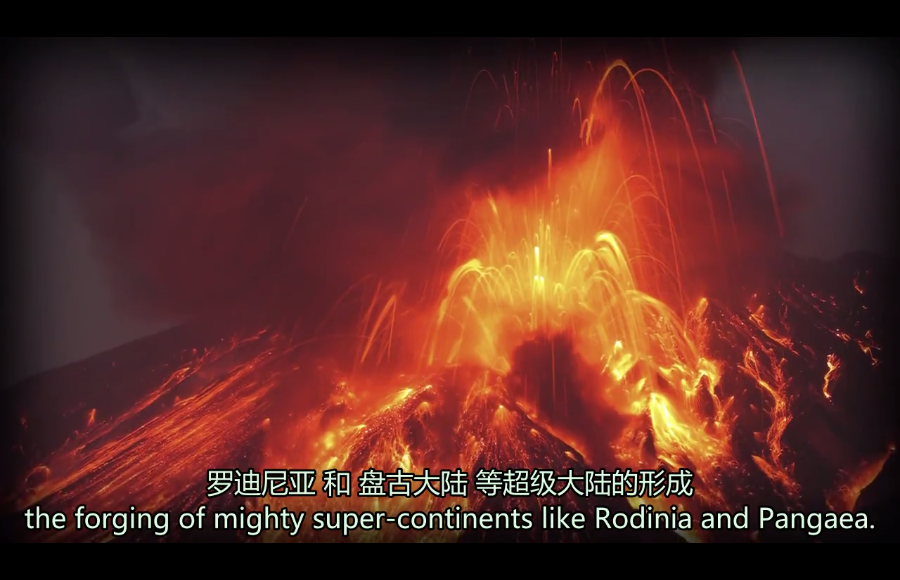 罗迪尼亚 和 盘古大陆 等超级大陆的形成
the forging of mighty super-continents like Rodinia and Pangaea.